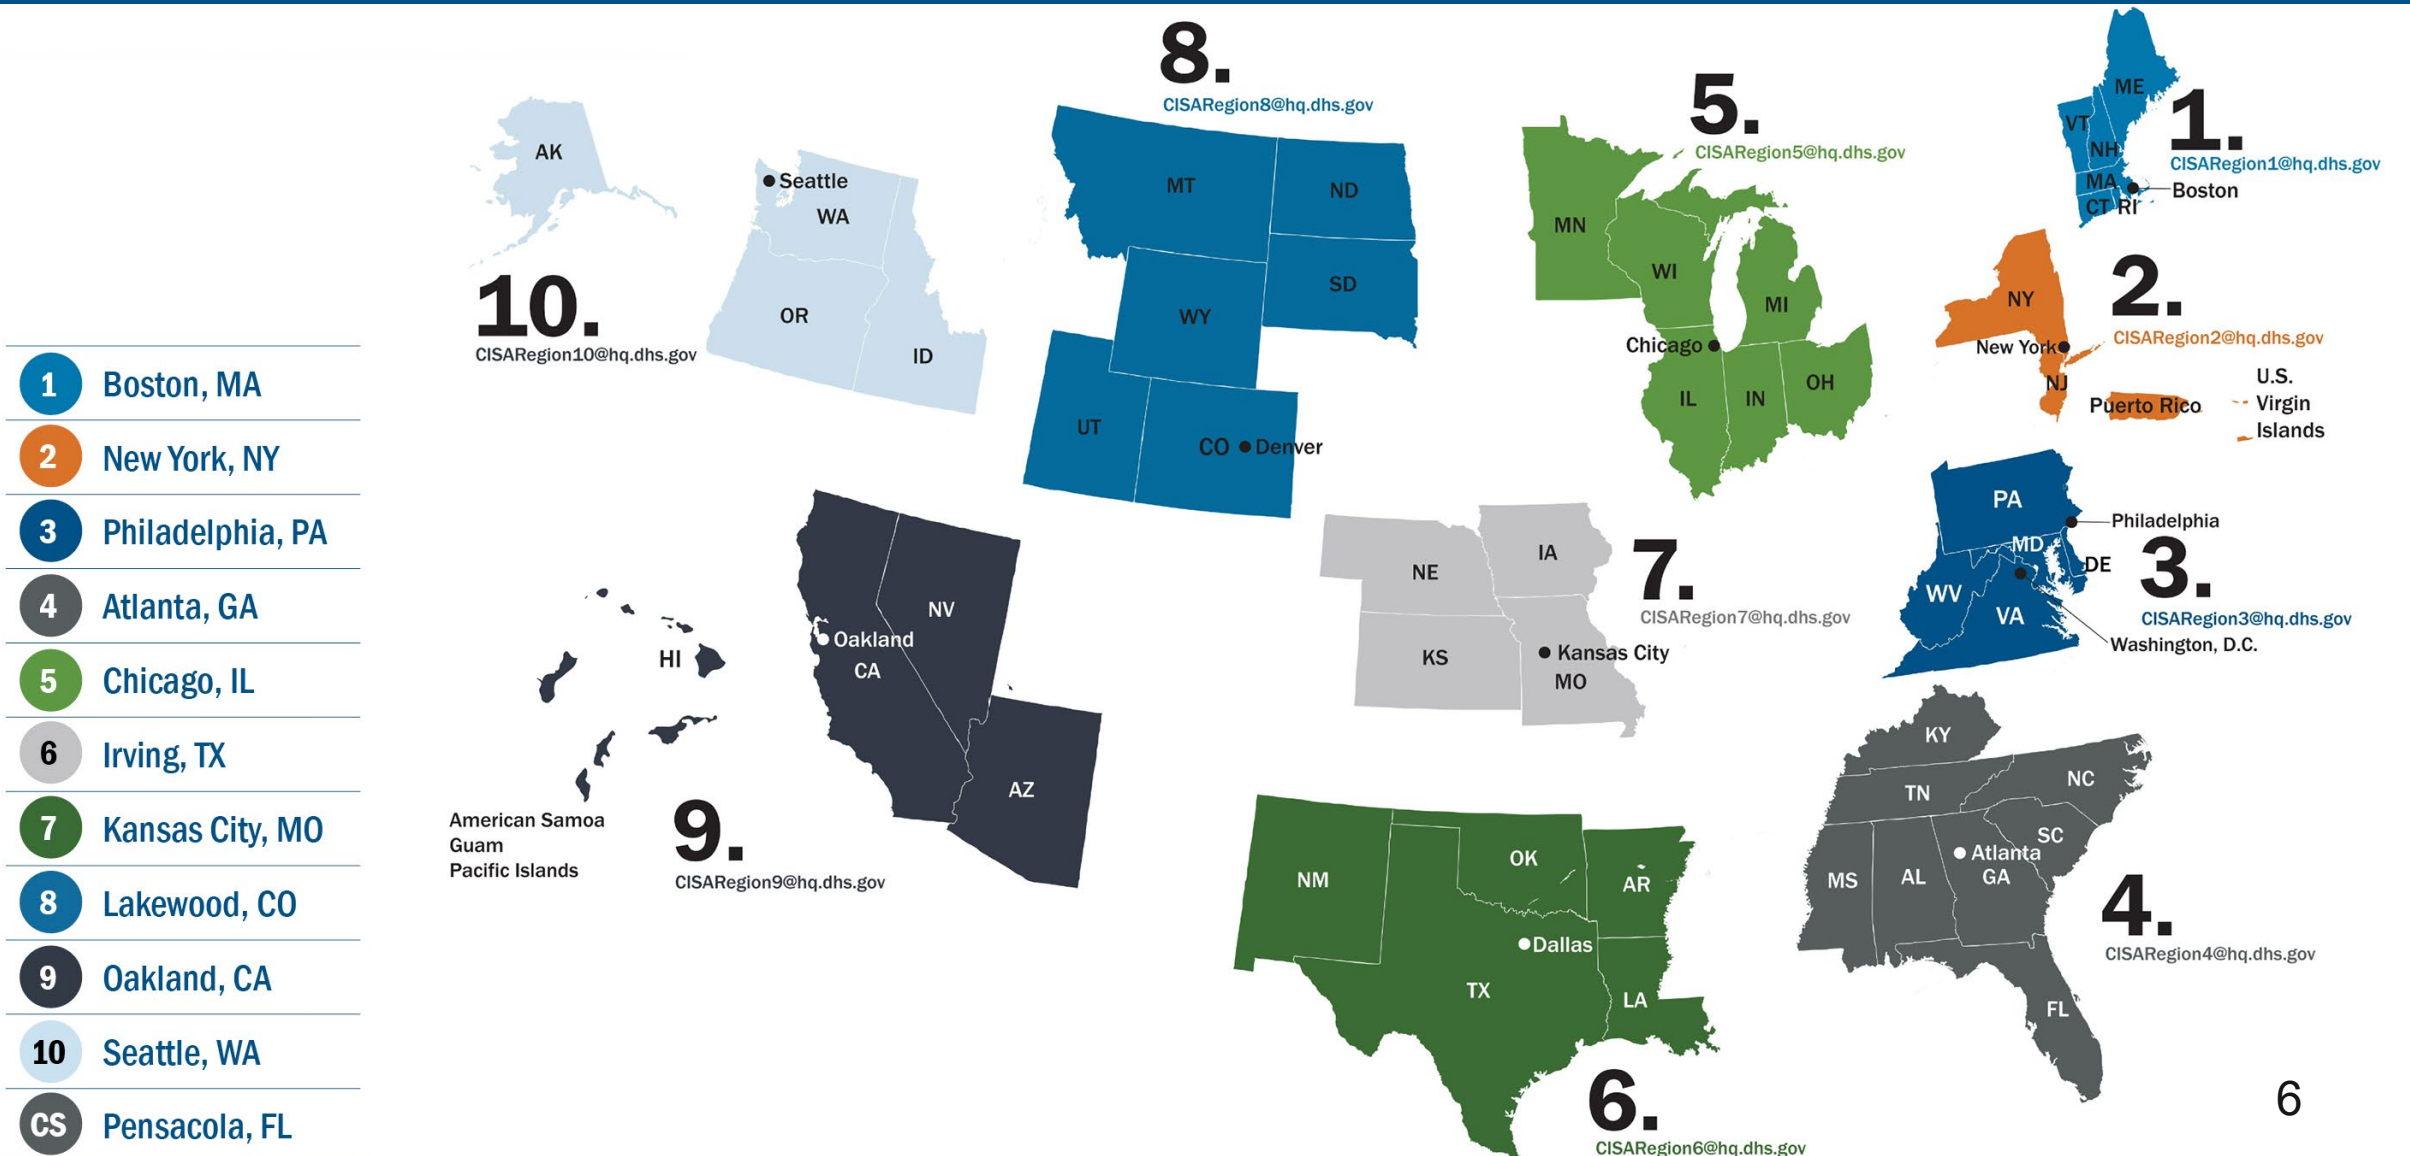 1 Boston, MA
2 New York, NY
3 Philadelphia, PA
4 Atlanta, GA
5 Chicago, IL
6 Irving, TX
7 Kansas City, MO
8 Lakewood, CO
9 Oakland, CA
10 Seattle, WA
CS Pensacola, FL
10.
CISARegion10@hq.dhs.gov
AK
Seattle
WA
OR
ID
8.
CISARegion8@hq.dhs.gov
MT
ND
SD
WY
UT
CO
Denver
5.
CISARegion5@hq.dhs.gov
MN
WI
MI
Chicago
IL
IN
OH
1.
CISARegion1@hq.dhs.gov
ME
VT
NH
MA
Boston
CT RI
2.
CISARegion2@hq.dhs.gov
NY
New York
NJ
Puerto Rico
U.S.
Virgin
Islands
3.
CISARegion3@hq.dhs.gov
PA
Philadelphia
MD
DE
WV
VA
Washington, D.C.
9.
CISARegion9@hq.dhs.gov
NV
Oakland
CA
HI
AZ
American Samoa
Guam
Pacific Islands
7.
CISARegion7@hq.dhs.gov
NE
IA
KS
Kansas City
MO
6.
CISARegion6@hq.dhs.gov
NM
OK
AR
Dallas
TX
LA
4.
CISARegion4@hq.dhs.gov
KY
TN
NC
SC
Atlanta
MS
AL
GA
FL
6